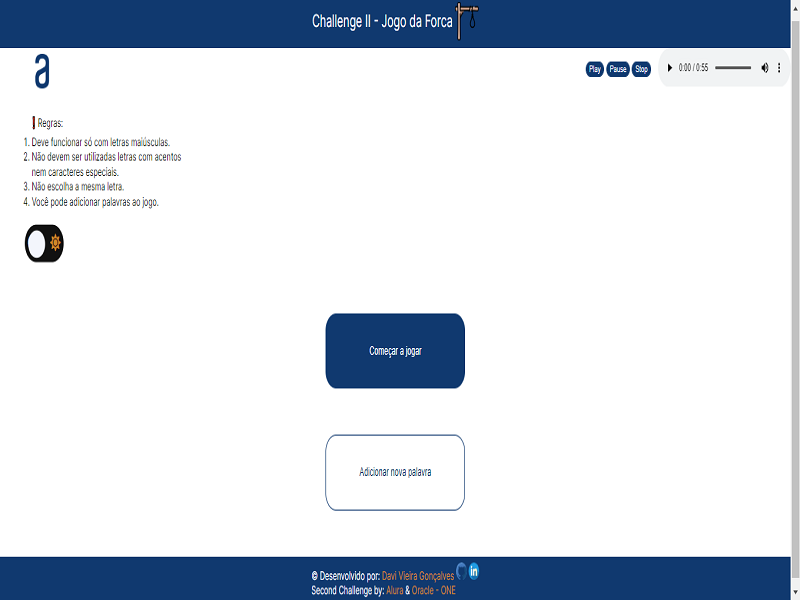 Challenge II - Jogo da Forca
a
Play Pause Stop 0:00 / 0:55
Regras:
1. Deve funcionar só com letras maiúsculas.
2. Não devem ser utilizadas letras com acentos
nem caracteres especiais.
3. Não escolha a mesma letra.
4. Você pode adicionar palavras ao jogo.
Começar a jogar
Adicionar nova palavra
© Desenvolvido por: Davi Vieira Gonçalves in
Second Challenge by: Alura & Oracle - ONE